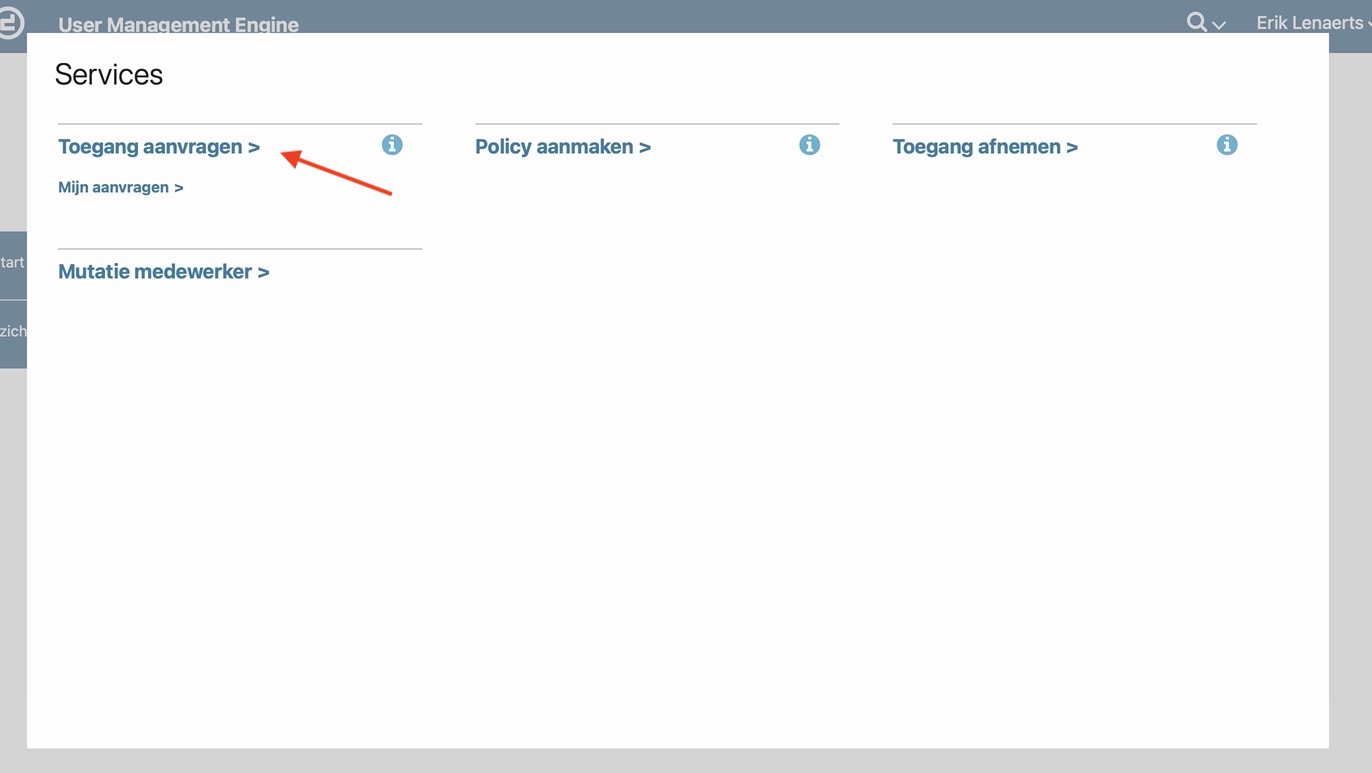 User Management Engine
Erik Lenaerts
Services
Toegang aanvragen >
Policy aanmaken >
Toegang afnemen >
Mijn aanvragen >
Mutatie medewerker >
tart
zich